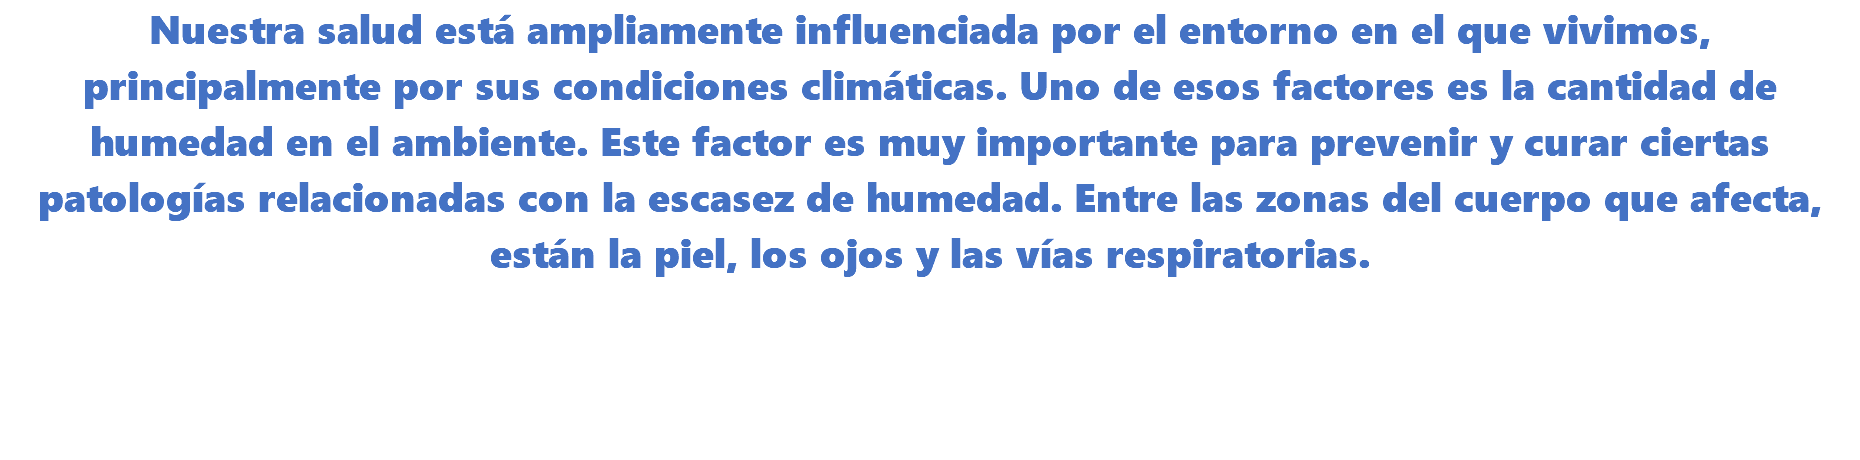 Nuestra salud está ampliamente influenciada por el entorno en el que vivimos,
principalmente por sus condiciones climáticas. Uno de esos factores es la cantidad de
humedad en el ambiente. Este factor es muy importante para prevenir y curar ciertas
patologías relacionadas con la escasez de humedad. Entre las zonas del cuerpo que afecta,
están la piel, los ojos y las vías respiratorias.